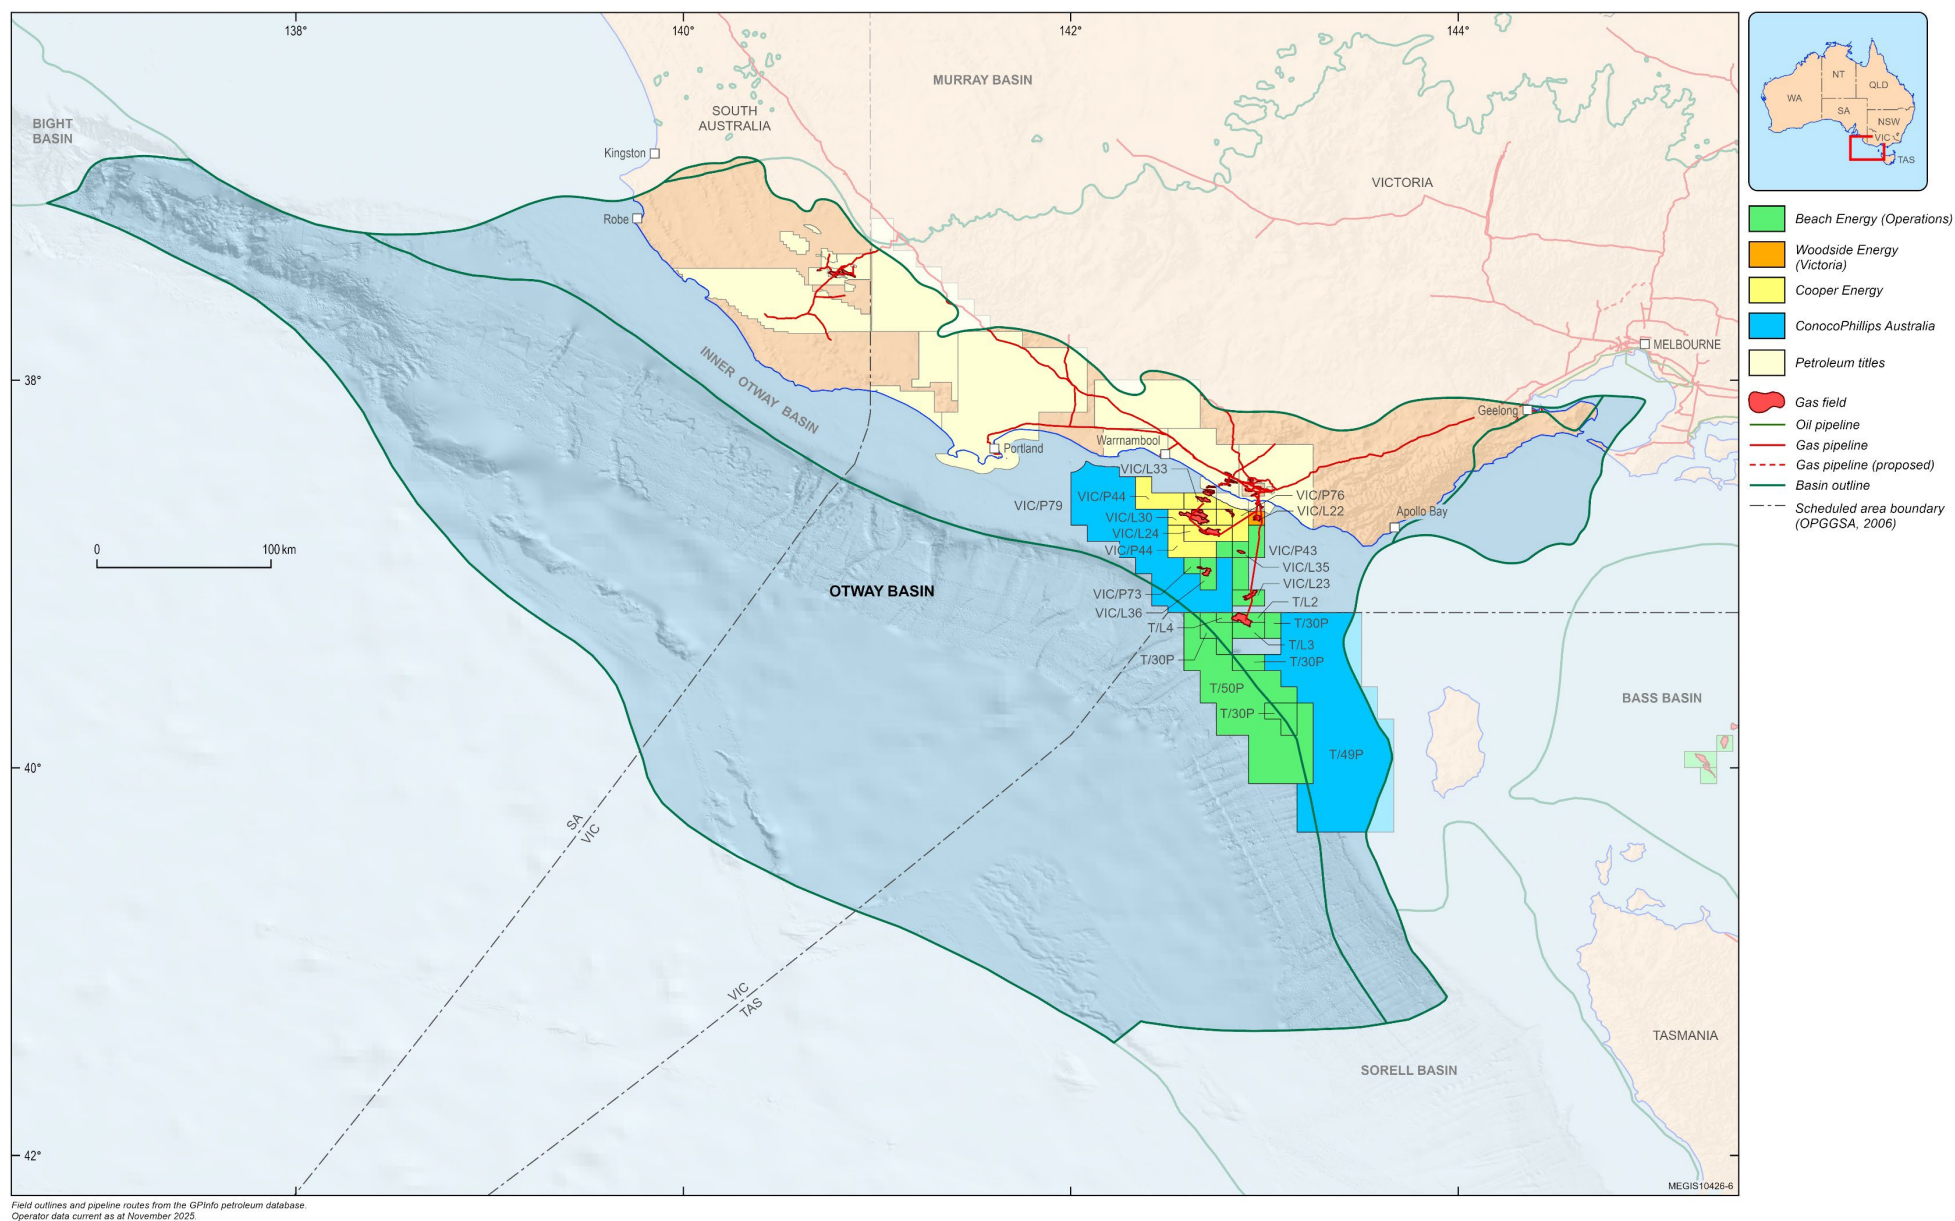 138°
140°
142°
144°
MURRAY BASIN
BIGHT
BASIN
SOUTH
AUSTRALIA
Kingston
VICTORIA
Robe
MELBOURNE
INNER OTWAY BASIN
38°
Geelong
Portland
Warrnambool
VIC/L33
VIC/P44
VIC/P76
VIC/P79
VIC/L30
VIC/L22
Apollo Bay
VIC/L24
VIC/P44
VIC/P43
VIC/L35
VIC/L23
VIC/P73
T/L2
VIC/L36
T/L4
T/30P
T/L3
T/30P
T/30P
T/50P
T/30P
T/49P
0
100km
OTWAY BASIN
BASS BASIN
40°
SA
VIC
VIC
TAS
TASMANIA
SORELL BASIN
42°
MEGIS10426-6
NT
QLD
WA
SA
NSW
VIC
TAS
Beach Energy (Operations)
Woodside Energy
(Victoria)
Cooper Energy
ConocoPhillips Australia
Petroleum titles
Gas field
Oil pipeline
Gas pipeline
Gas pipeline (proposed)
Basin outline
Scheduled area boundary
(OPGGSA, 2006)
Field outlines and pipeline routes from the GPInfo petroleum database.
Operator data current as at November 2025.